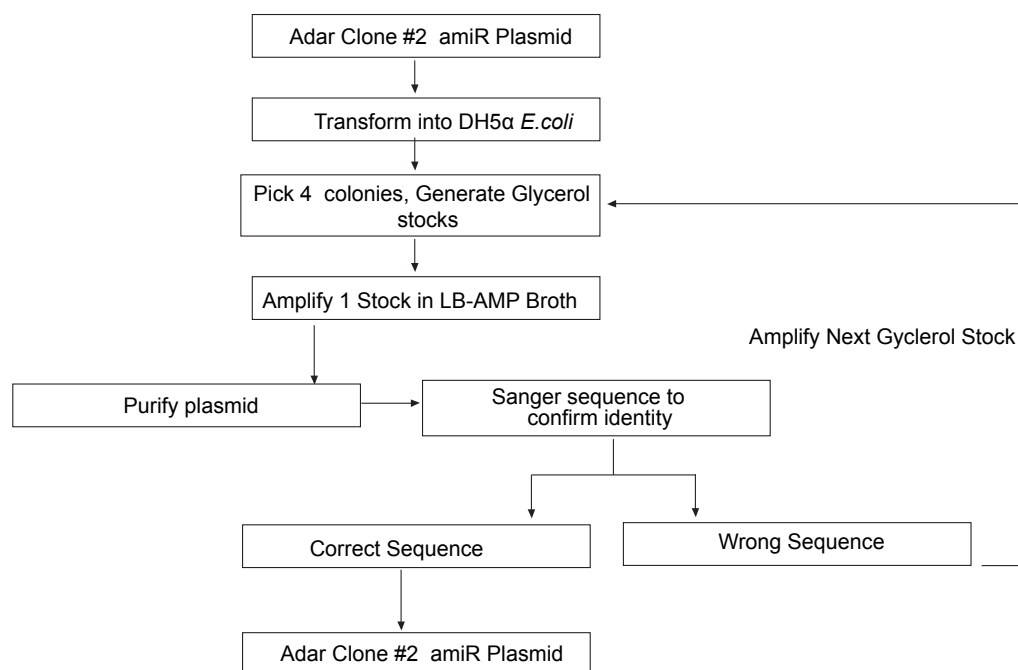 Adar Clone #2 amiR Plasmid
Transform into DH5α E.coli
Pick 4 colonies, Generate Glycerol
stocks
Amplify 1 Stock in LB-AMP Broth
Amplify Next Gyclerol Stock
Purify plasmid
Sanger sequence to
confirm identity
Correct Sequence
Wrong Sequence
Adar Clone #2 amiR Plasmid